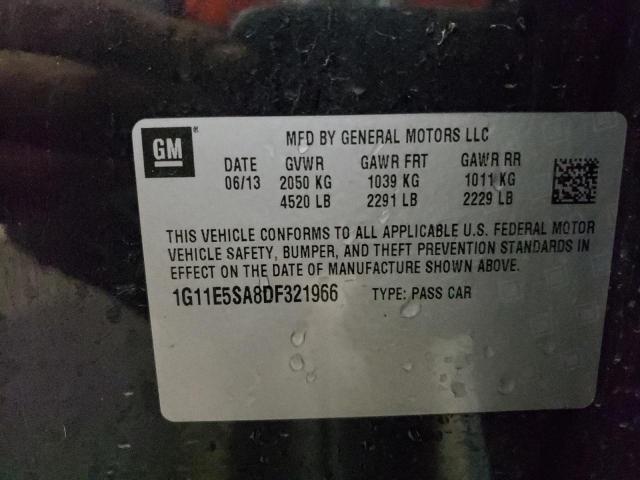 GM®
MFD BY GENERAL MOTORS LLC
DATE GVWR GAWR FRT GAWR RR
06/13 2050 KG 1039 KG 1011 KG
4520 LB 2291 LB 2229 LB
THIS VEHICLE CONFORMS TO ALL APPLICABLE U.S. FEDERAL MOTOR
VEHICLE SAFETY, BUMPER, AND THEFT PREVENTION STANDARDS IN
EFFECT ON THE DATE OF MANUFACTURE SHOWN ABOVE.
1G11E5SA8DF321966 TYPE: PASS CAR